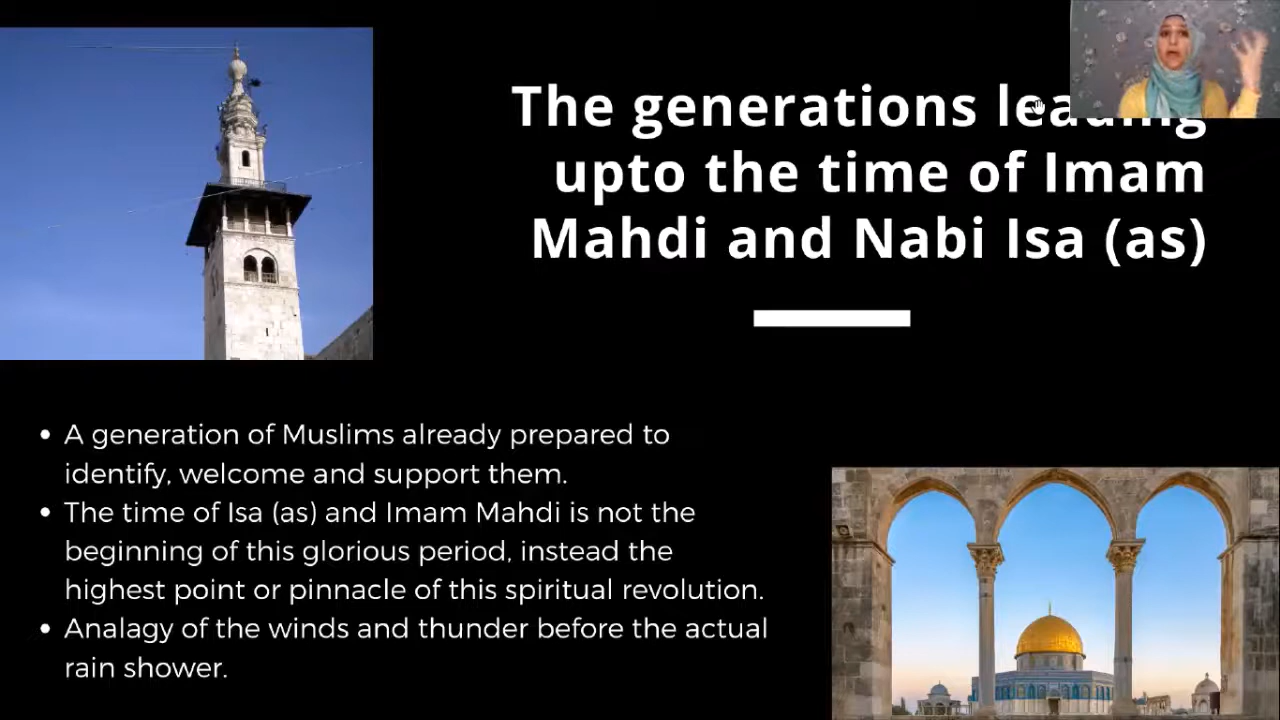 The generations leading
upto the time of Imam
Mahdi and Nabi Isa (as)
• A generation of Muslims already prepared to
identify, welcome and support them.
• The time of Isa (as) and Imam Mahdi is not the
beginning of this glorious period, instead the
highest point or pinnacle of this spiritual revolution.
• Analagy of the winds and thunder before the actual
rain shower.